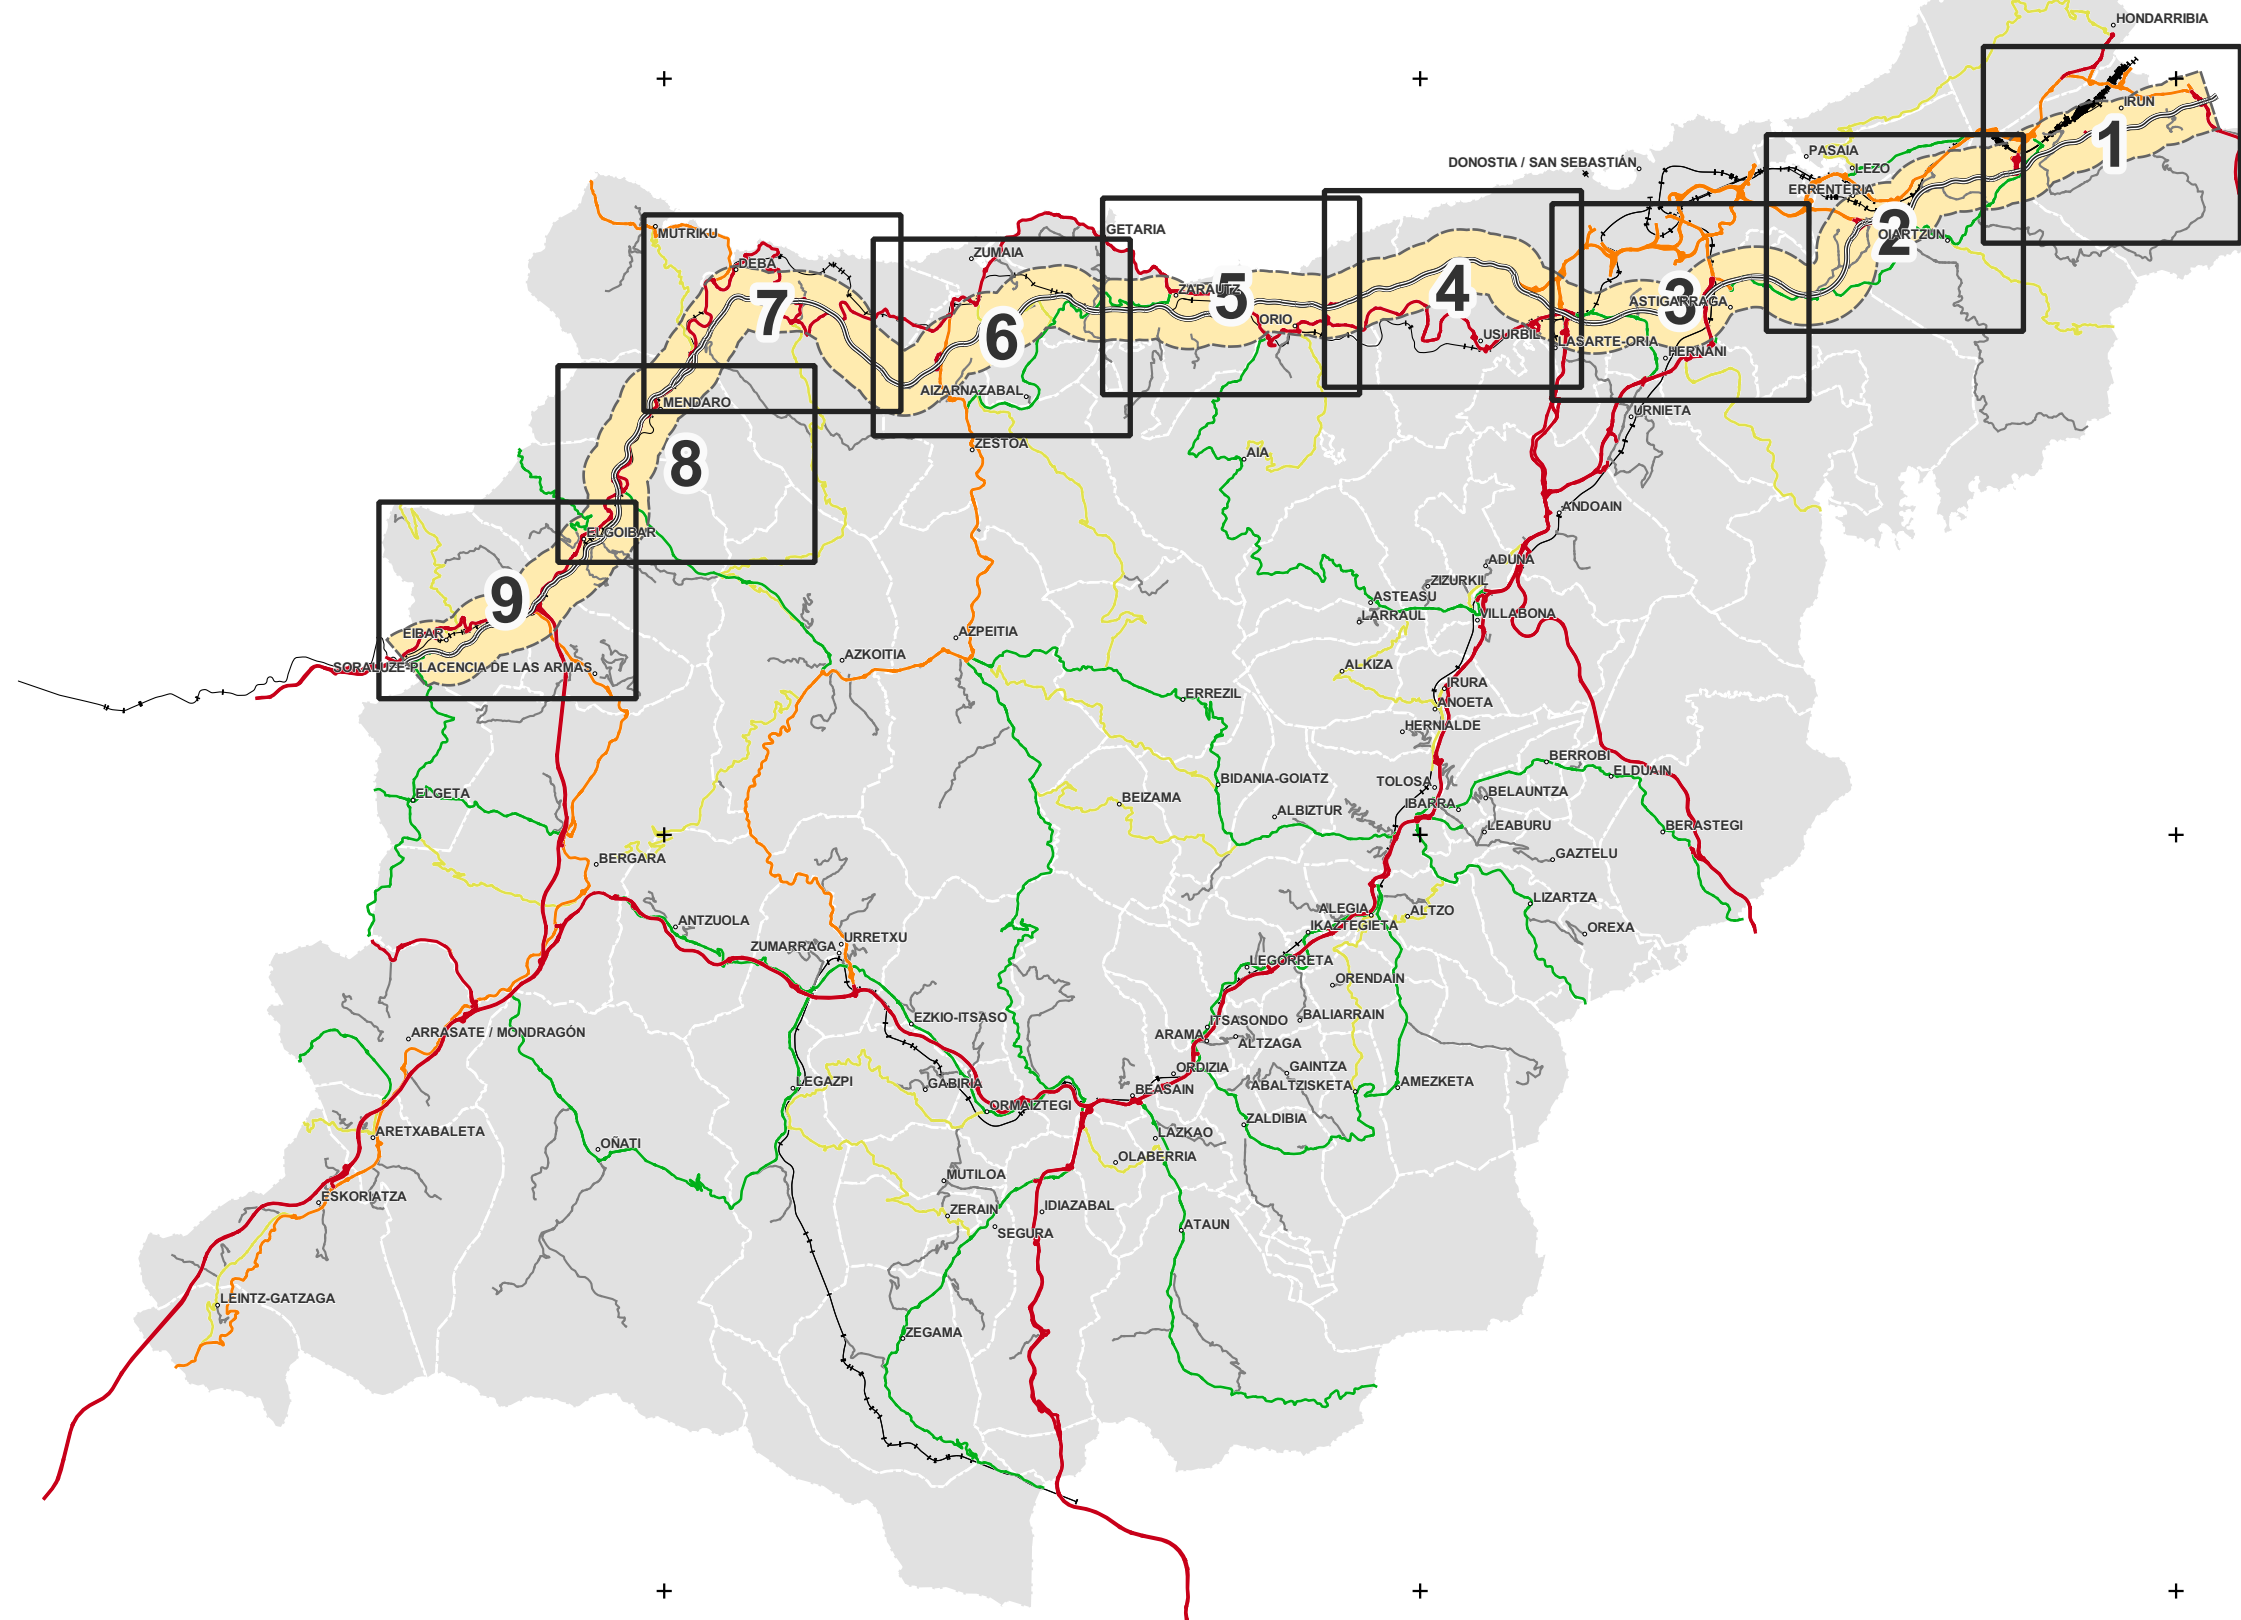 HONDARRIBIA
IRUN
1
PASAIA
LEZO
DONOSTIA / SAN SEBASTIÁN
ERRENTERIA
2
OIARTZUN
MUTRIKU
GETARIA
ZUMAIA
DEBA
7
ZARAUTZ
5
4
3
ASTIGARRAGA
ORIO
6
USURBIL
LASARTE-ORIA
HERNANI
AIZARNAZABAL
MENDARO
URNIETA
ZESTOA
AIA
8
ANDOAIN
ELGOIBAR
ADUNA
ZIZURKIL
9
ASTEASU
LARRAUL
VILLABONA
EIBAR
AZPEITIA
SORALUZE-PLACENCIA DE LAS ARMAS
AZKOITIA
ALKIZA
IRURA
ERREZIL
ANOETA
HERNIALDE
BERROBI
ELDUAIN
BIDANIA-GOIATZ
TOLOSA
BELAUNTZA
ELGETA
BEIZAMA
IBARRA
ALBIZTUR
LEABURU
BERASTEGI
BERGARA
GAZTELU
LIZARTZA
ALEGIA
ALTZO
ANTZUOLA
IKAZTEGIETA
OREXA
URRETXU
ZUMARRAGA
LEGORRETA
ORENDAIN
EZKIO-ITSASO
BALIARRAIN
ITSASONDO
ARRASATE / MONDRAGÓN
ARAMA
ALTZAGA
ORDIZIA
GAINTZA
LEGAZPI
GABIRIA
ABALTZISKETA
AMEZKETA
BEASAIN
ORMAIZTEGI
ZALDIBIA
ARETXABALETA
LAZKAO
OÑATI
OLABERRIA
MUTILOA
ESKORIATZA
IDIAZABAL
ZERAIN
ATAUN
SEGURA
LEINTZ-GATZAGA
ZEGAMA